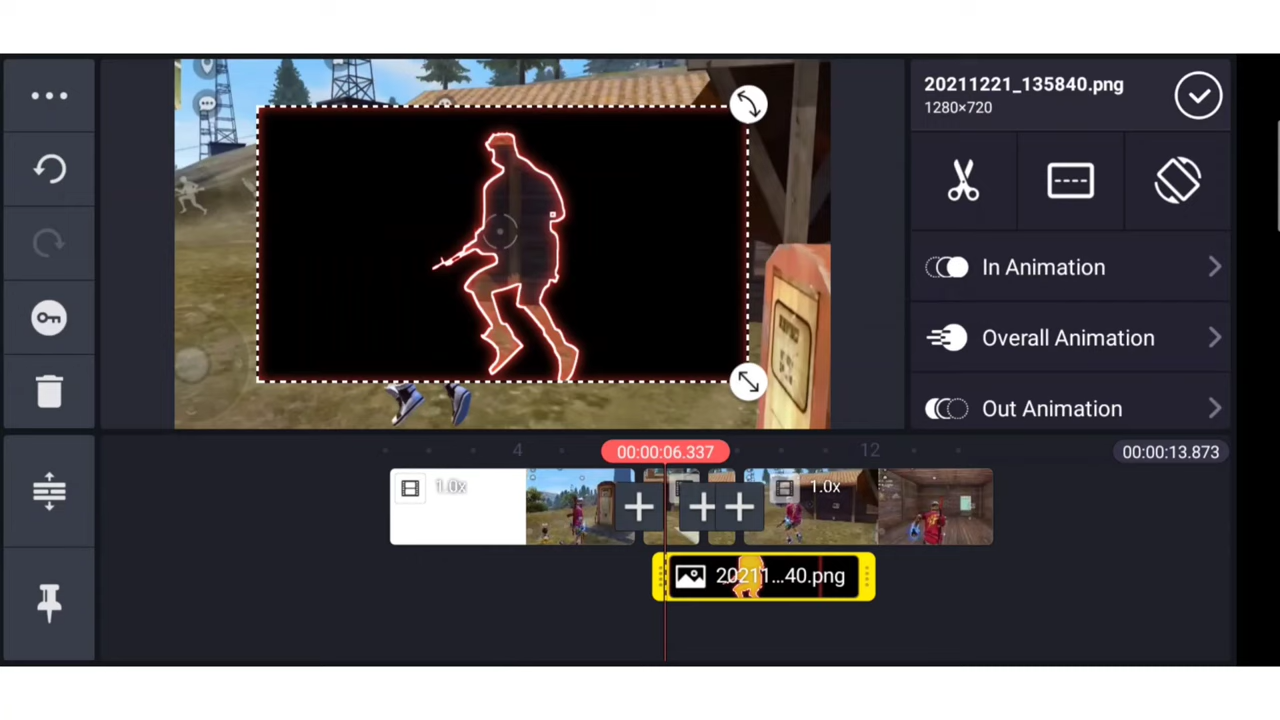 20211221_135840.png
1280×720
In Animation
Overall Animation
Out Animation
4
00:00:06.337
12
00:00:13.873
1.0x
1.0x
20211...40.png